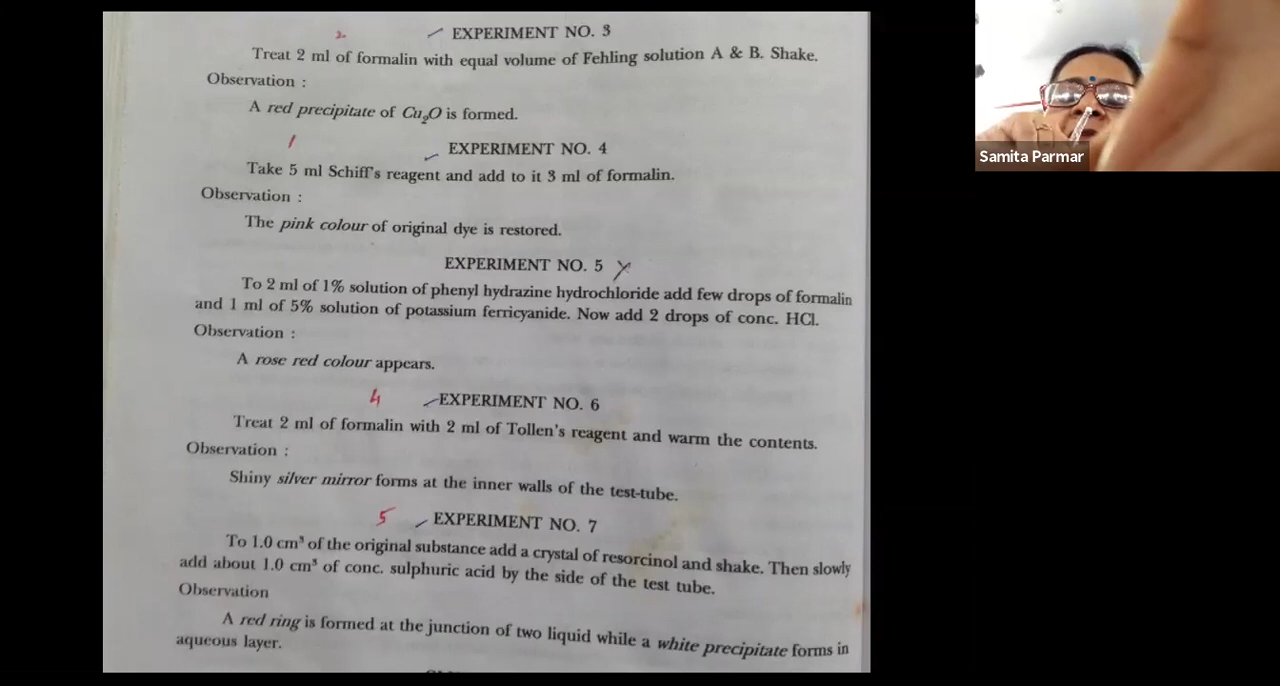 2
EXPERIMENT NO. 3
Treat 2 ml of formalin with equal volume of Fehling solution A & B. Shake.
Observation :
A red precipitate of Cu₂O is formed.
1
EXPERIMENT NO. 4
Take 5 ml Schiff's reagent and add to it 3 ml of formalin.
Observation :
The pink colour of original dye is restored.
EXPERIMENT NO. 5
To 2 ml of 1% solution of phenyl hydrazine hydrochloride add few drops of formalin
and 1 ml of 5% solution of potassium ferricyanide. Now add 2 drops of conc. HCl.
Observation :
A rose red colour appears.
4
EXPERIMENT NO. 6
Treat 2 ml of formalin with 2 ml of Tollen's reagent and warm the contents.
Observation :
Shiny silver mirror forms at the inner walls of the test-tube.
5
EXPERIMENT NO. 7
To 1.0 cm³ of the original substance add a crystal of resorcinol and shake. Then slowly
add about 1.0 cm³ of conc. sulphuric acid by the side of the test tube.
Observation
A red ring is formed at the junction of two liquid while a white precipitate forms in
aqueous layer.
Samita Parmar